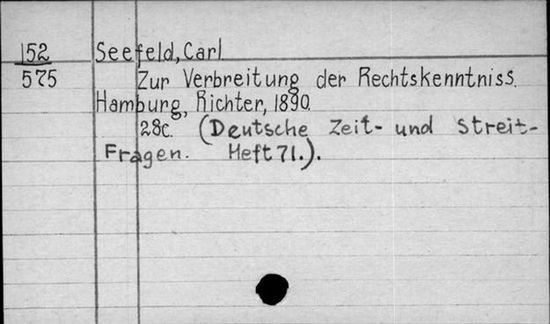 152 Seefeld, Carl
575 Zur Verbreitung der Rechtskenntniss.
Hamburg, Richter, 1890.
28c. (Deutsche Zeit- und Streit-
Fragen. Heft 71.).